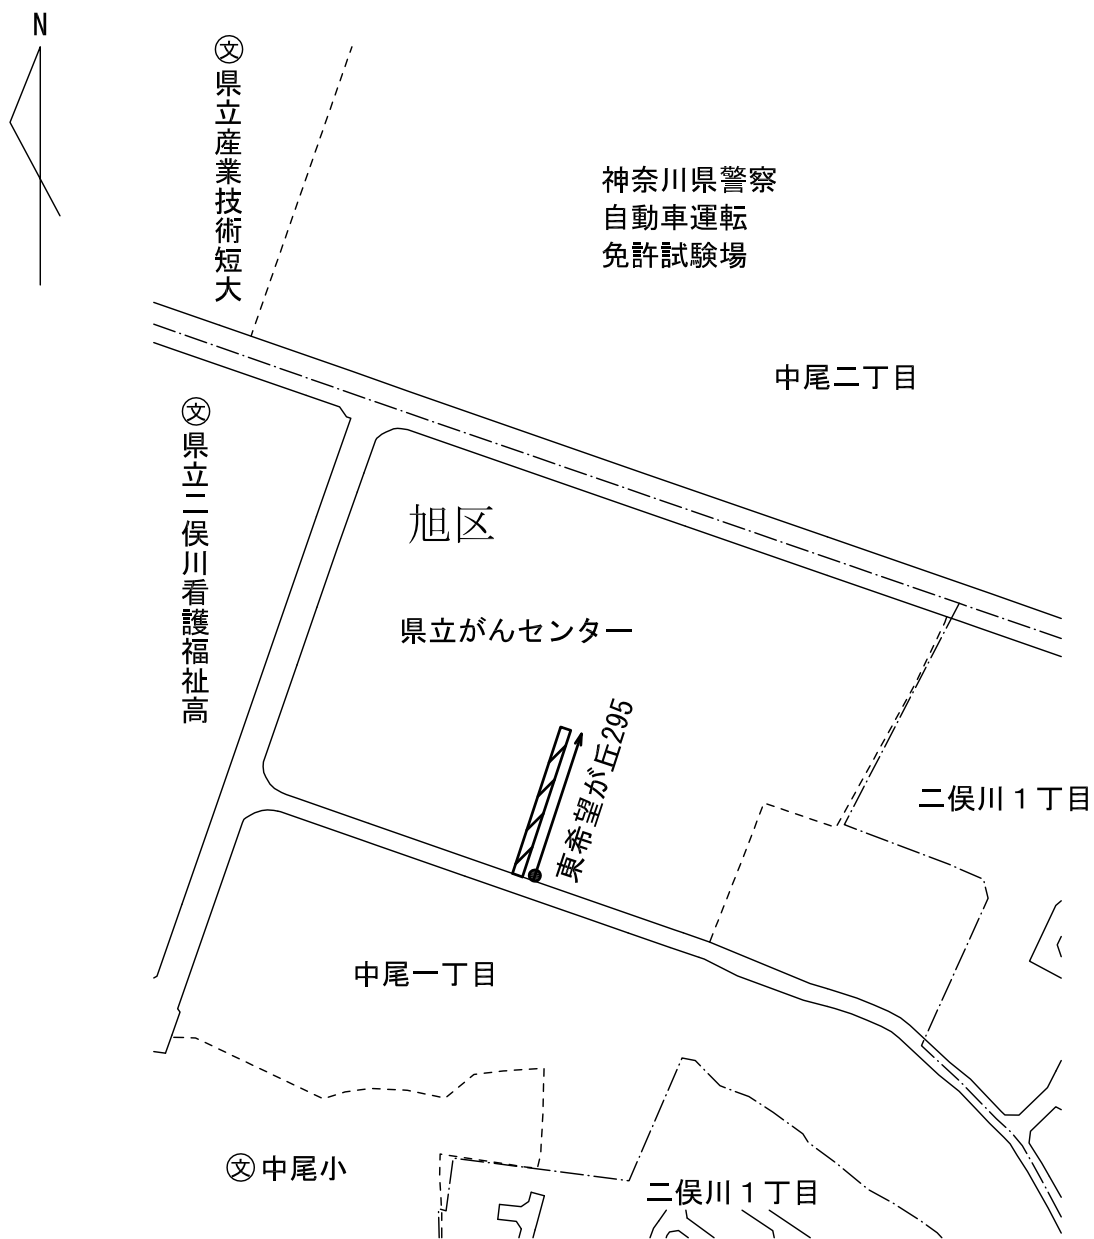 N
㊛県立産業技術短大
神奈川県警察
自動車運転
免許試験場
中尾二丁目
文県立二俣川看護福祉高
旭区
県立がんセンター
東希望が丘295
二俣川1丁目
中尾一丁目
文中尾小
二俣川1丁目